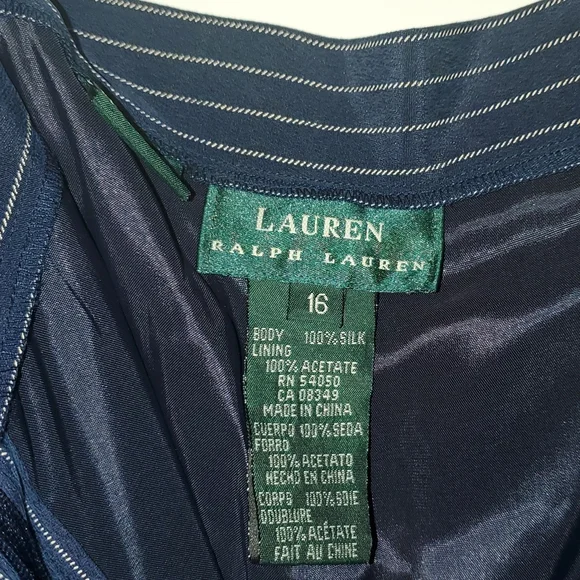 LAUREN
RALPH LAUREN
16
BODY 100% SILK
LINING
100% ACETATE
RN 54050
CA 08349
MADE IN CHINA
CUERPO 100% SEDA
FORRO
100% ACETATO
HECHO EN CHINA
CORPS 100% SOIE
DOUBLURE
100% ACÉTATE
FAIT AU CHINE